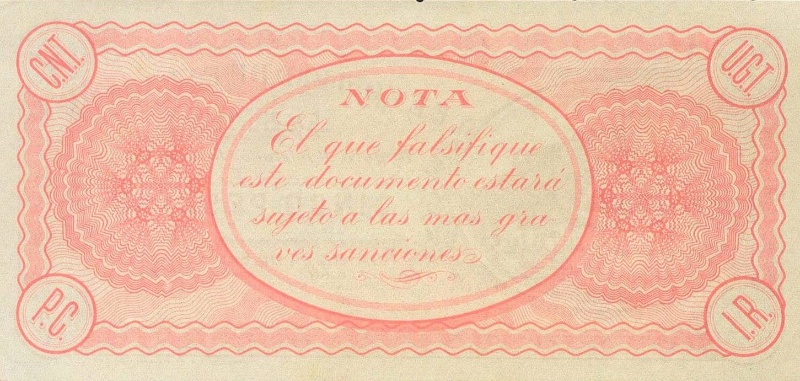 C.N.T.
U.G.T.
NOTA
El que falsifique
este documento estará
sujeto a las mas gra-
ves sanciones
P.C.
I.R.